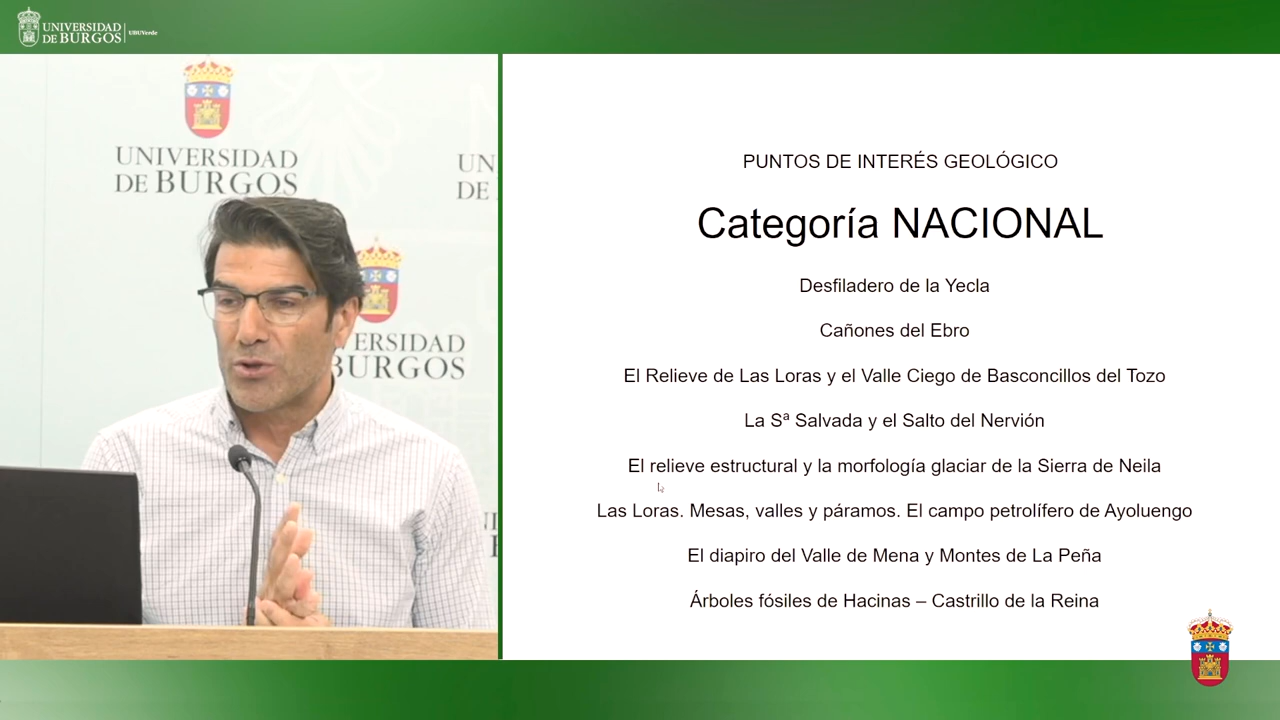 UNIVERSIDAD
DE BURGOS
UBUVerde
UNIVERSIDAD
DE BURGOS
UN
DE
VERSIDAD
BURGOS
PUNTOS DE INTERÉS GEOLÓGICO
Categoría NACIONAL
Desfiladero de la Yecla
Cañones del Ebro
El Relieve de Las Loras y el Valle Ciego de Basconcillos del Tozo
La Sª Salvada y el Salto del Nervión
El relieve estructural y la morfología glaciar de la Sierra de Neila
Las Loras. Mesas, valles y páramos. El campo petrolífero de Ayoluengo
El diapiro del Valle de Mena y Montes de La Peña
Árboles fósiles de Hacinas – Castrillo de la Reina